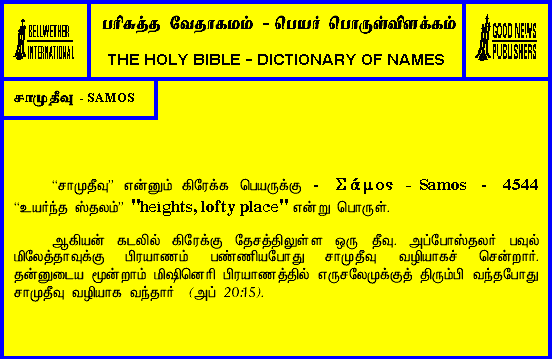 BELLWETHER
INTERNATIONAL
பரிசுத்த வேதாகமம் - பெயர் பொருள்விளக்கம்
THE HOLY BIBLE - DICTIONARY OF NAMES
GOOD NEWS
PUBLISHERS
சாமுதீவு - SAMOS
“சாமுதீவு” என்னும் கிரேக்க பெயருக்கு - Σάμος - Samos - 4544
“உயர்ந்த ஸ்தலம்” "heights, lofty place" என்று பொருள்.
ஆகியன் கடலில் கிரேக்கு தேசத்திலுள்ள ஒரு தீவு. அப்போஸ்தலர் பவுல்
மிலேத்தாவுக்கு பிரயாணம் பண்ணியபோது சாமுதீவு வழியாகச் சென்றார்.
தன்னுடைய மூன்றாம் மிஷினெரி பிரயாணத்தில் எருசலேமுக்குத் திரும்பி வந்தபோது
சாமுதீவு வழியாக வந்தார் (அப் 20:15).